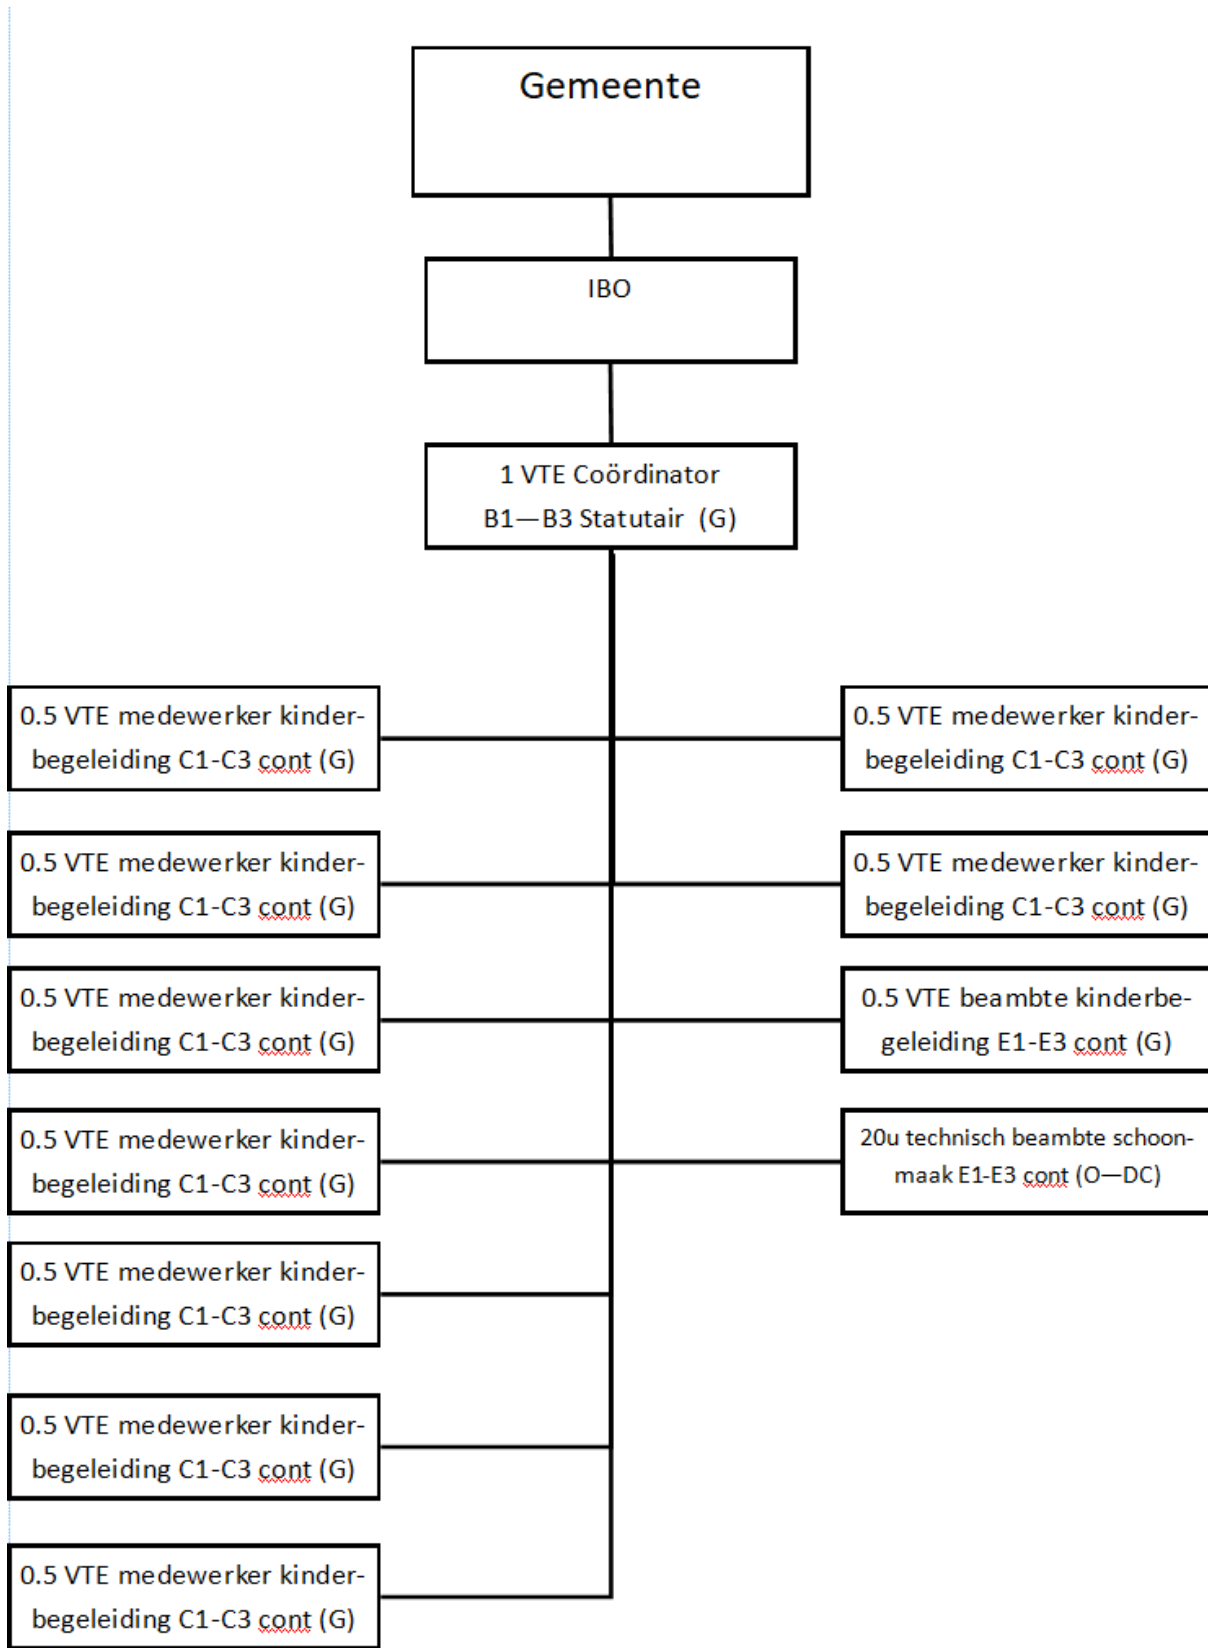 Gemeente
IBO
1 VTE Coördinator
B1—B3 Statutair (G)
0.5 VTE medewerker kinder-
begeleiding C1-C3 cont (G)
0.5 VTE medewerker kinder-
begeleiding C1-C3 cont (G)
0.5 VTE medewerker kinder-
begeleiding C1-C3 cont (G)
0.5 VTE medewerker kinder-
begeleiding C1-C3 cont (G)
0.5 VTE medewerker kinder-
begeleiding C1-C3 cont (G)
0.5 VTE beambte kinderbe-
geleiding E1-E3 cont (G)
0.5 VTE medewerker kinder-
begeleiding C1-C3 cont (G)
20u technisch beambte schoon-
maak E1-E3 cont (O—DC)
0.5 VTE medewerker kinder-
begeleiding C1-C3 cont (G)
0.5 VTE medewerker kinder-
begeleiding C1-C3 cont (G)
0.5 VTE medewerker kinder-
begeleiding C1-C3 cont (G)